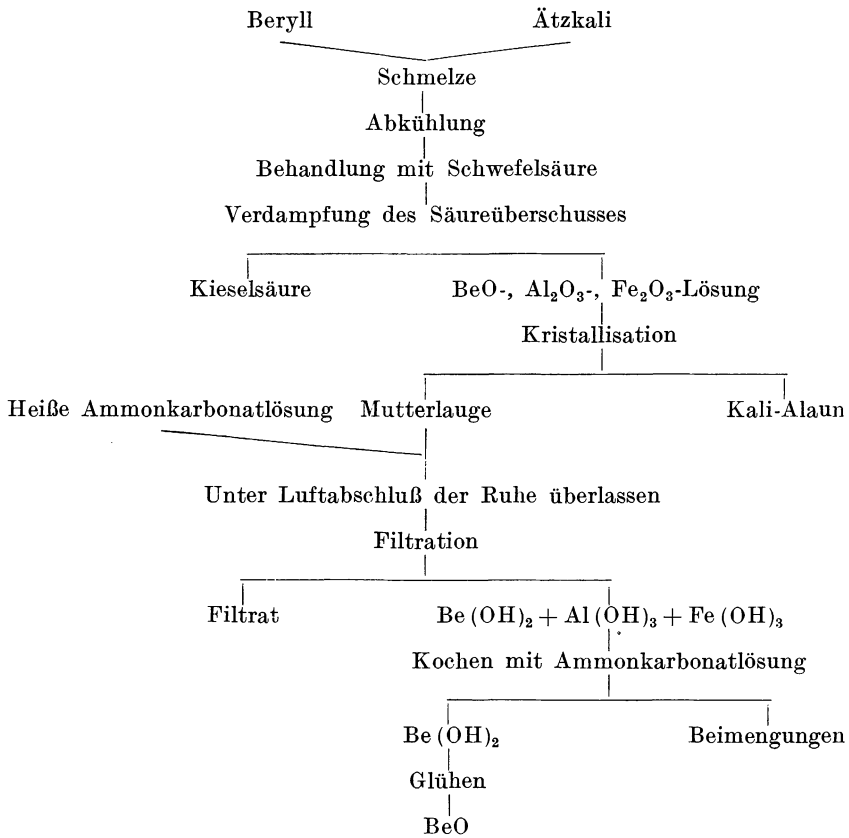 Beryll Ätzkali
Schmelze
Abkühlung
Behandlung mit Schwefelsäure
Verdampfung des Säureüberschusses
Kieselsäure BeO-, Al₂O₃-, Fe₂O₃-Lösung
Kristallisation
Heiße Ammonkarbonatlösung Mutterlauge Kali-Alaun
Unter Luftabschluß der Ruhe überlassen
Filtration
Filtrat Be(OH)₂ + Al(OH)₃ + Fe(OH)₃
Kochen mit Ammonkarbonatlösung
Be(OH)₂ Beimengungen
Glühen
BeO